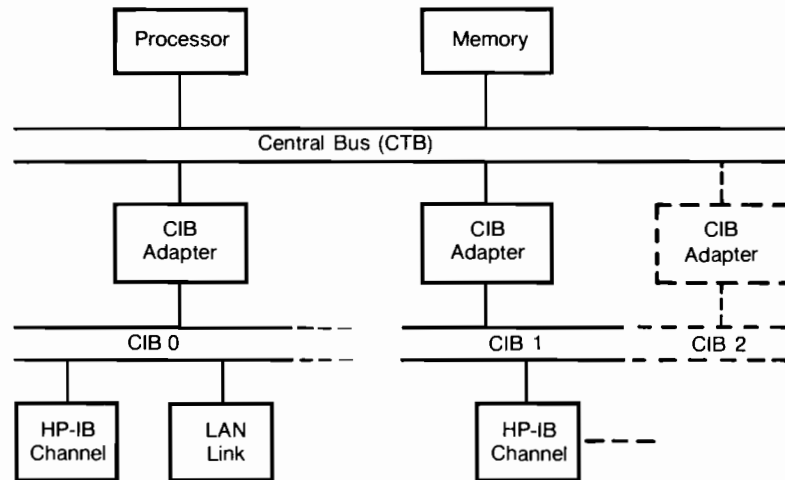 Processor
Memory
Central Bus (CTB)
CIB
Adapter
CIB
Adapter
CIB
Adapter
CIB 0
CIB 1
CIB 2
HP-IB
Channel
LAN
Link
HP-IB
Channel